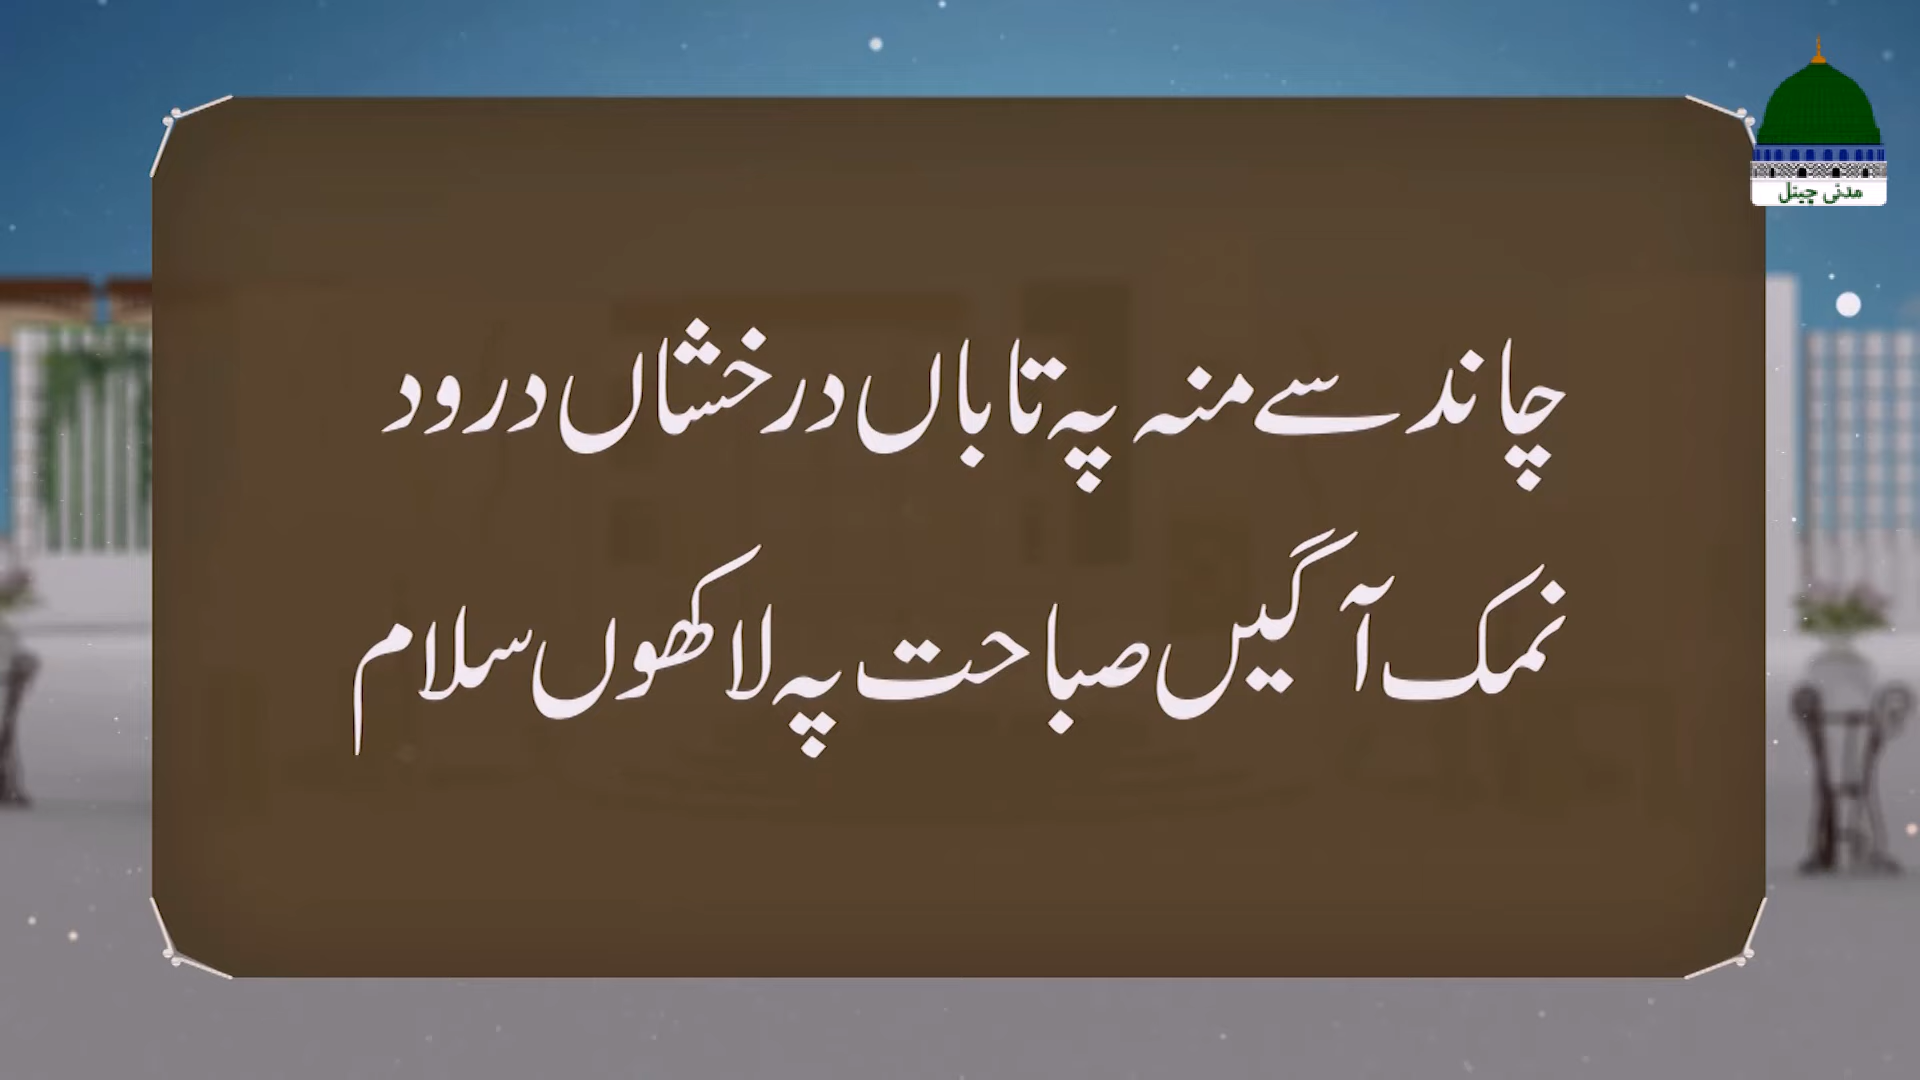 مدنی چینل
چاند سے منہ پہ تاباں درخشاں درود
نمک آگیں صباحت پہ لاکھوں سلام